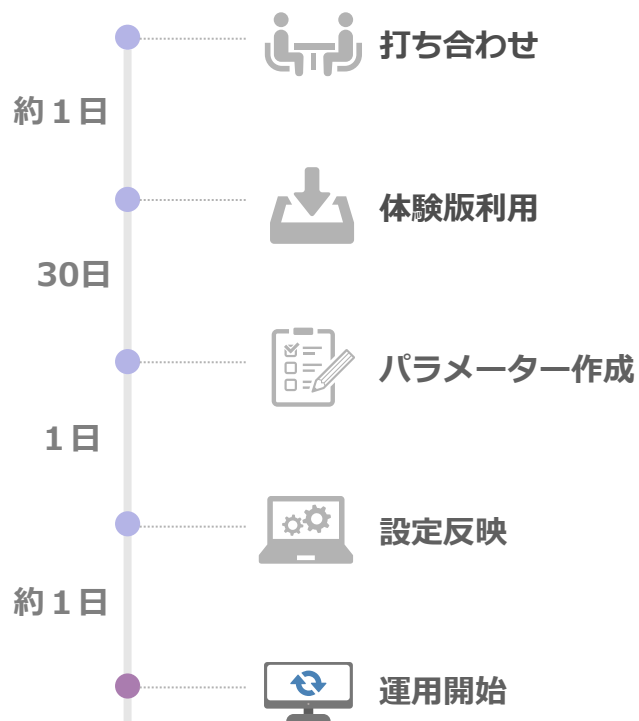 打ち合わせ
約１日
体験版利用
30日
パラメーター作成
１日
設定反映
約１日
運用開始